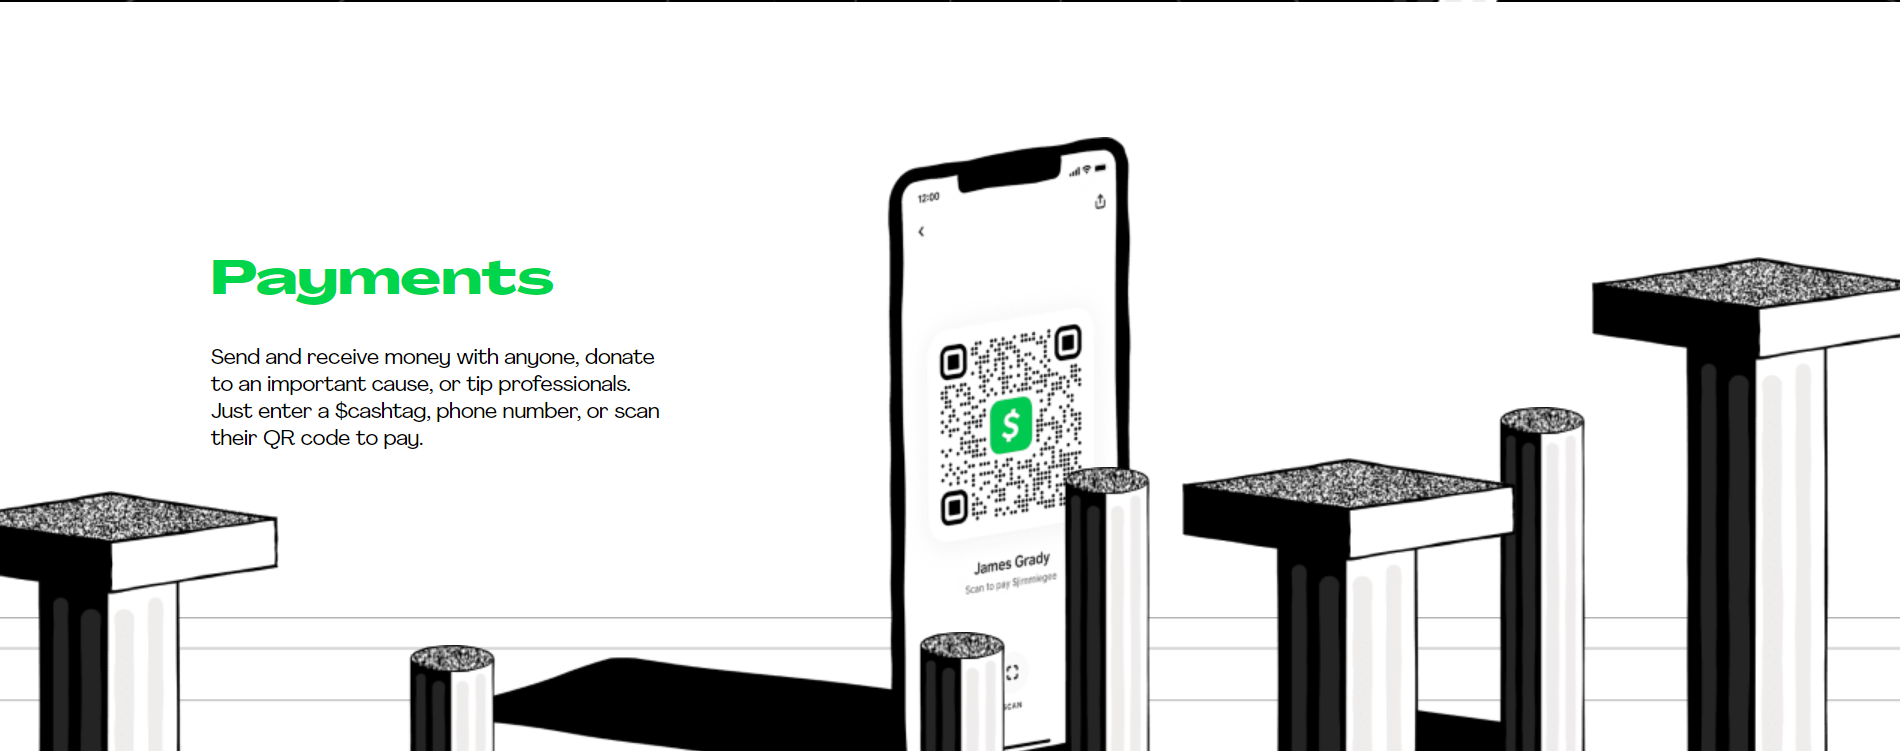 Payments
Send and receive money with anyone, donate
to an important cause, or tip professionals.
Just enter a $cashtag, phone number, or scan
their QR code to pay.
12:00
$
James Grady
Scan to pay $jimmiegee
SCAN